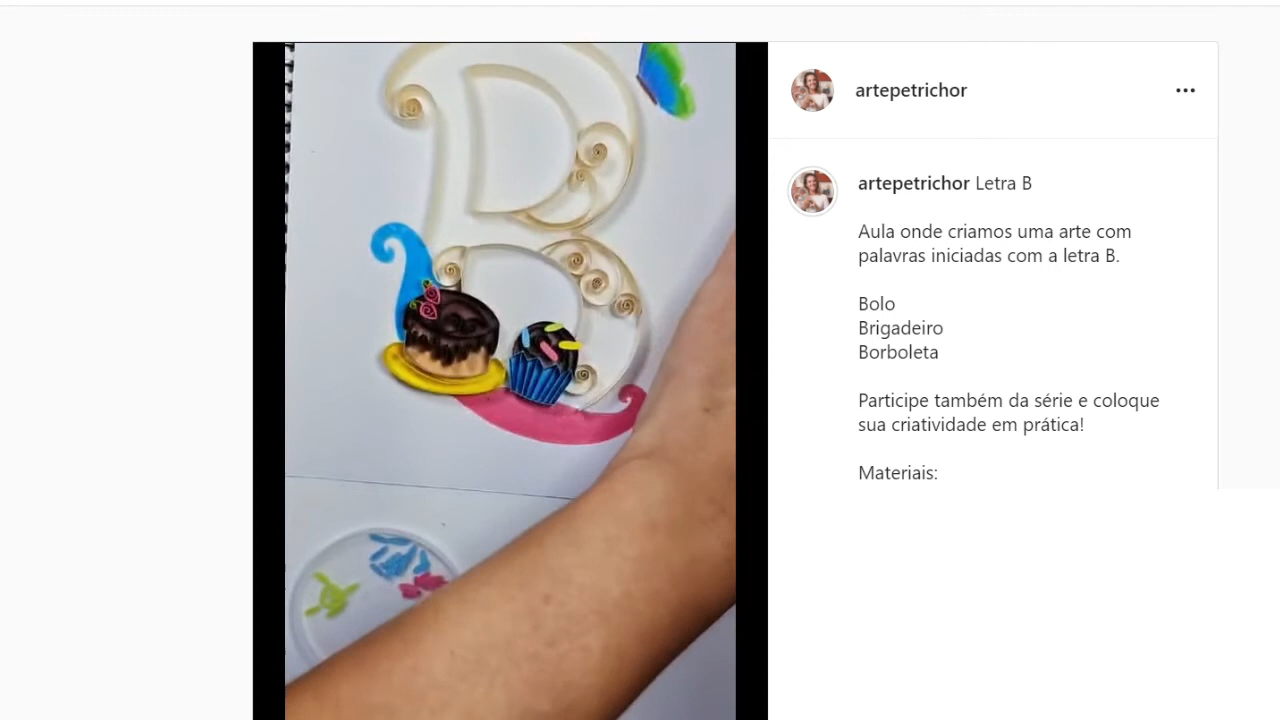 artepetrichor
artepetrichor Letra B
Aula onde criamos uma arte com
palavras iniciadas com a letra B.
Bolo
Brigadeiro
Borboleta
Participe também da série e coloque
sua criatividade em prática!
Materiais: